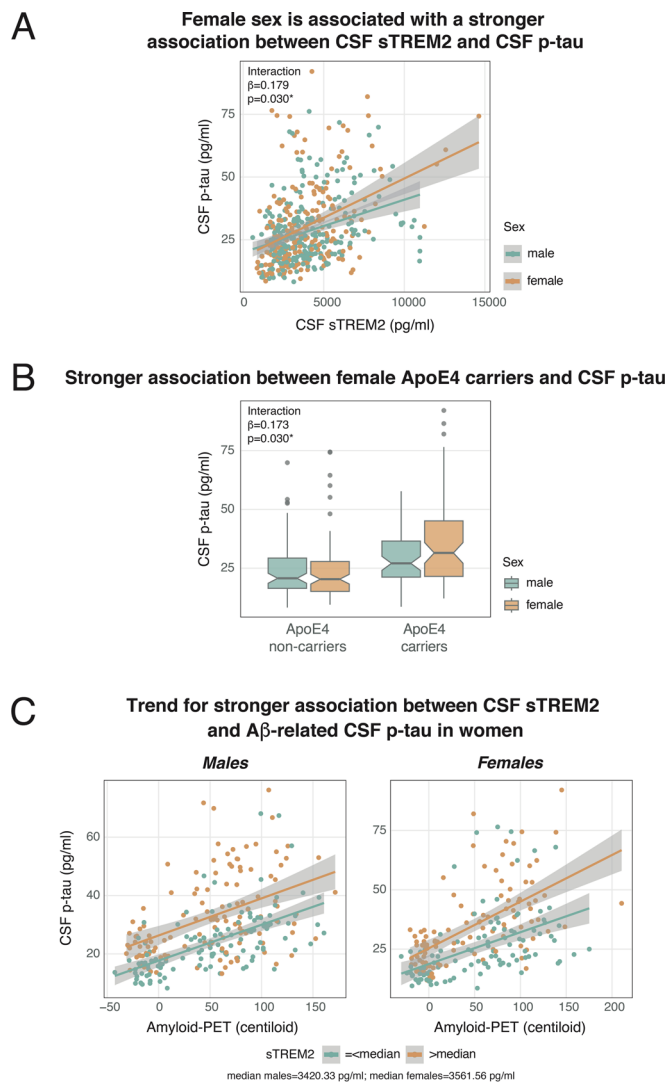 A
Female sex is associated with a stronger
association between CSF sTREM2 and CSF p-tau
Interaction
β=0.179
p=0.030*
75
50
25
CSF p-tau (pg/ml)
0
5000
10000
15000
CSF sTREM2 (pg/ml)
Sex
male
female
B
Stronger association between female ApoE4 carriers and CSF p-tau
Interaction
β=0.173
p=0.030*
75
50
25
CSF p-tau (pg/ml)
ApoE4
non-carriers
ApoE4
carriers
Sex
male
female
C
Trend for stronger association between CSF sTREM2
and Aβ-related CSF p-tau in women
Males
60
40
20
CSF p-tau (pg/ml)
-50
0
50
100
150
Amyloid-PET (centiloid)
Females
75
50
25
0
50
100
150
200
Amyloid-PET (centiloid)
sTREM2
=<median
>median
median males=3420.33 pg/ml; median females=3561.56 pg/ml